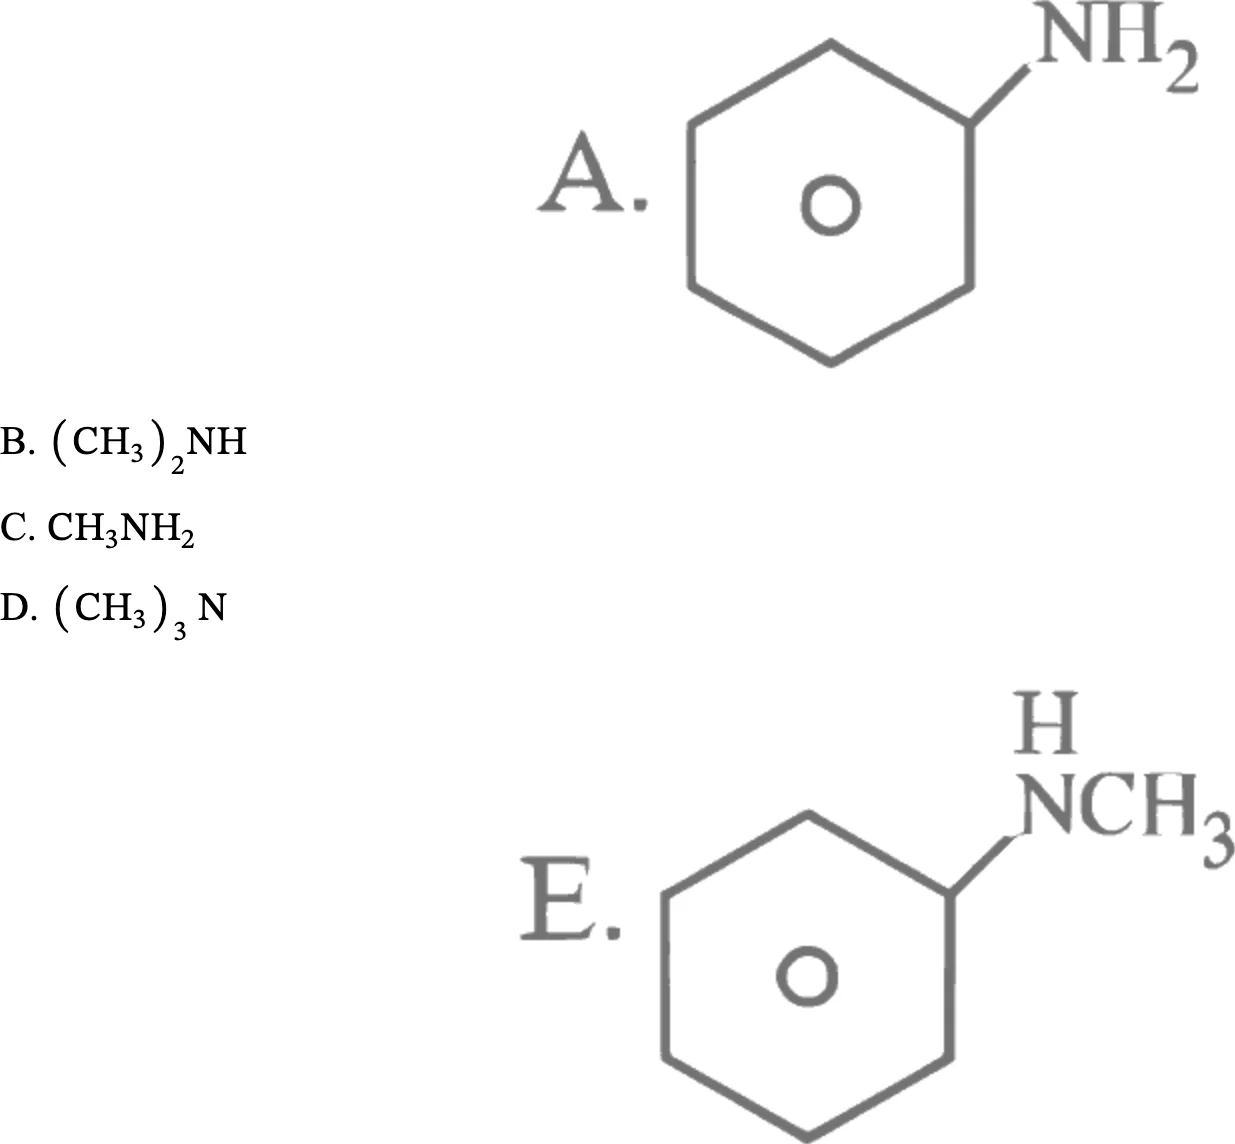 NH₂
A.
B. (CH₃)₂NH
C. CH₃NH₂
D. (CH₃)₃ N
H
NCH₃
E.